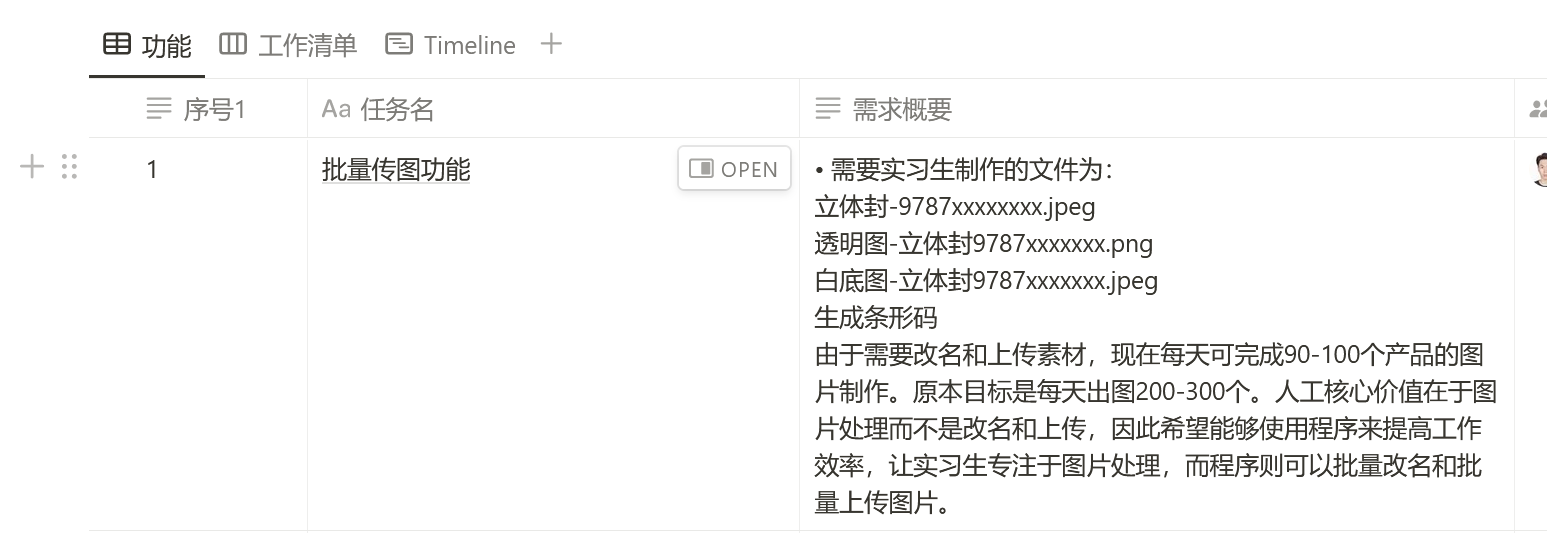 功能 工作清单 Timeline
序号1 Aa 任务名 需求概要
1 批量传图功能 OPEN • 需要实习生制作的文件为：
立体封-9787xxxxxxxx.jpeg
透明图-立体封9787xxxxxxx.png
白底图-立体封9787xxxxxxx.jpeg
生成条形码
由于需要改名和上传素材，现在每天可完成90-100个产品的图
片制作。原本目标是每天出图200-300个。人工核心价值在于图
片处理而不是改名和上传，因此希望能够使用程序来提高工作
效率，让实习生专注于图片处理，而程序则可以批量改名和批
量上传图片。